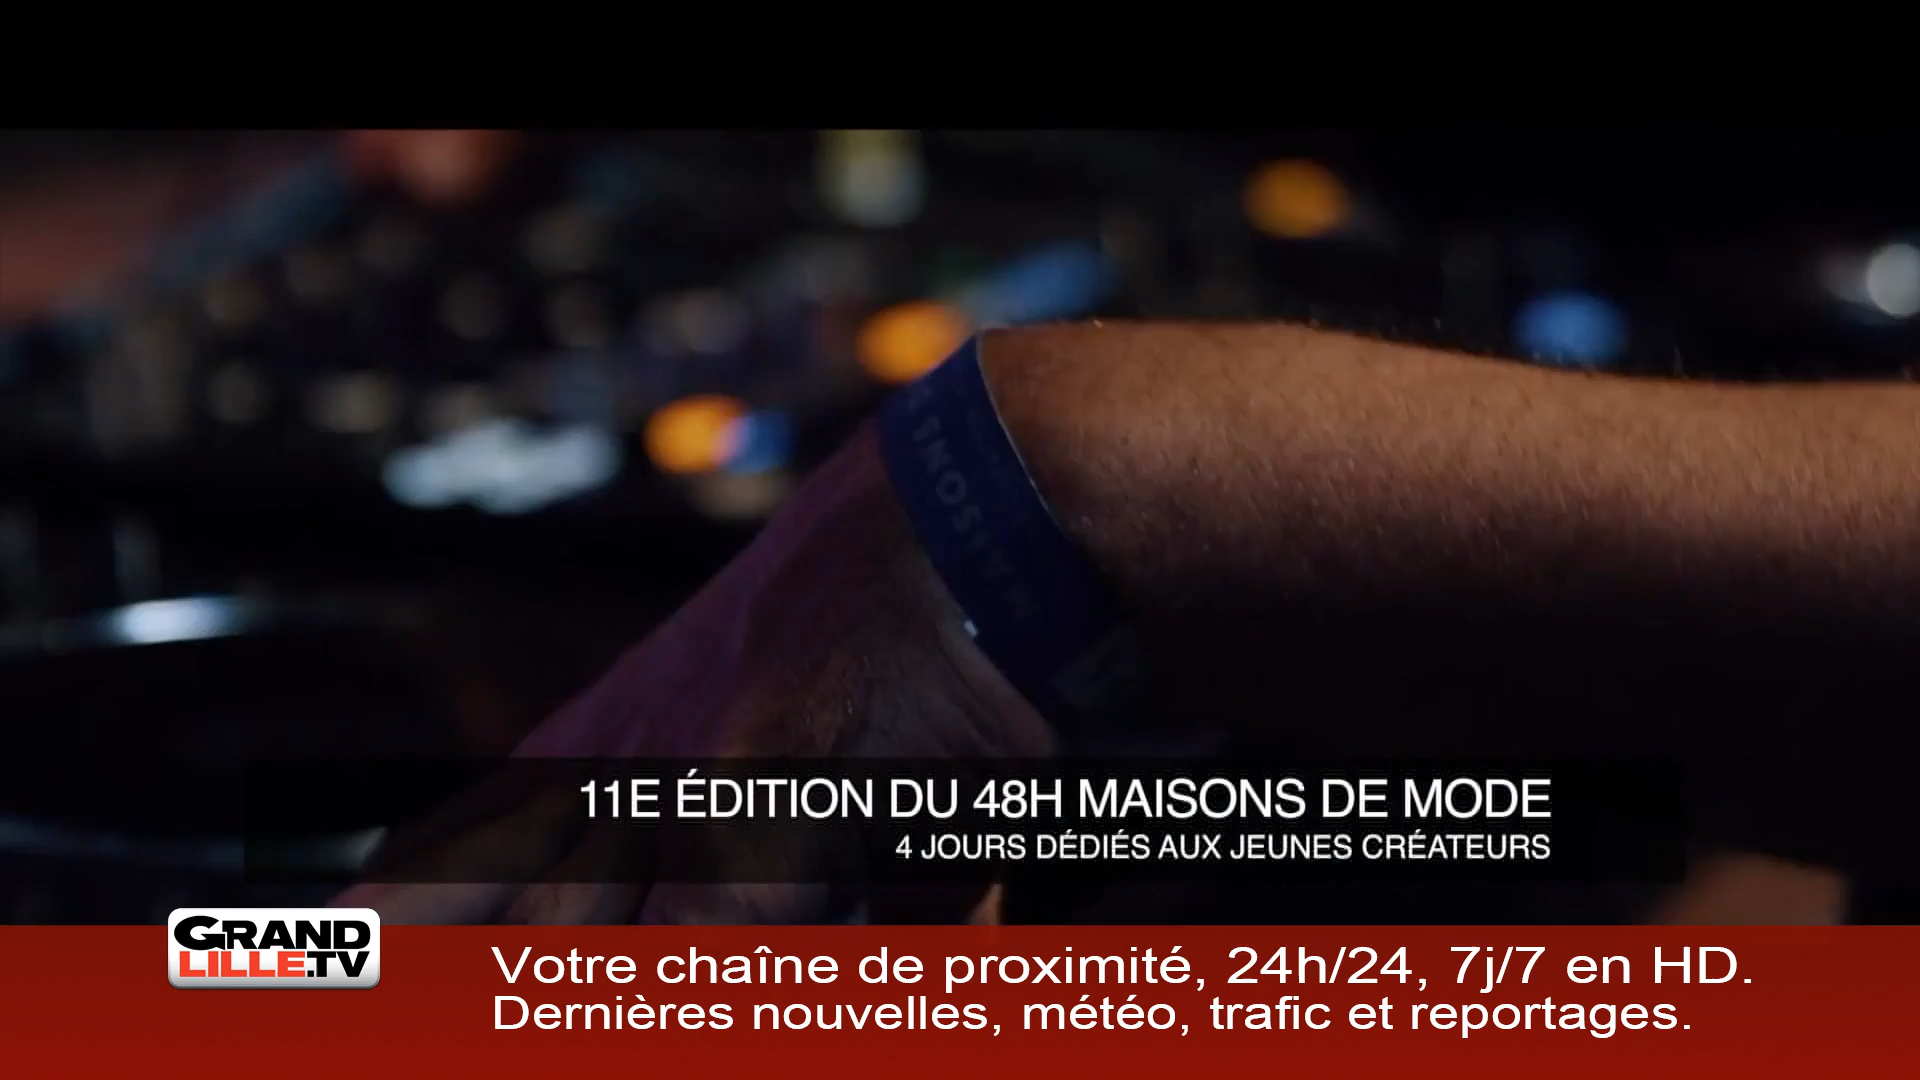 MAISONS
11E ÉDITION DU 48H MAISONS DE MODE
4 JOURS DÉDIÉS AUX JEUNES CRÉATEURS
GRAND
LILLE.TV
Votre chaîne de proximité, 24h/24, 7j/7 en HD.
Dernières nouvelles, météo, trafic et reportages.